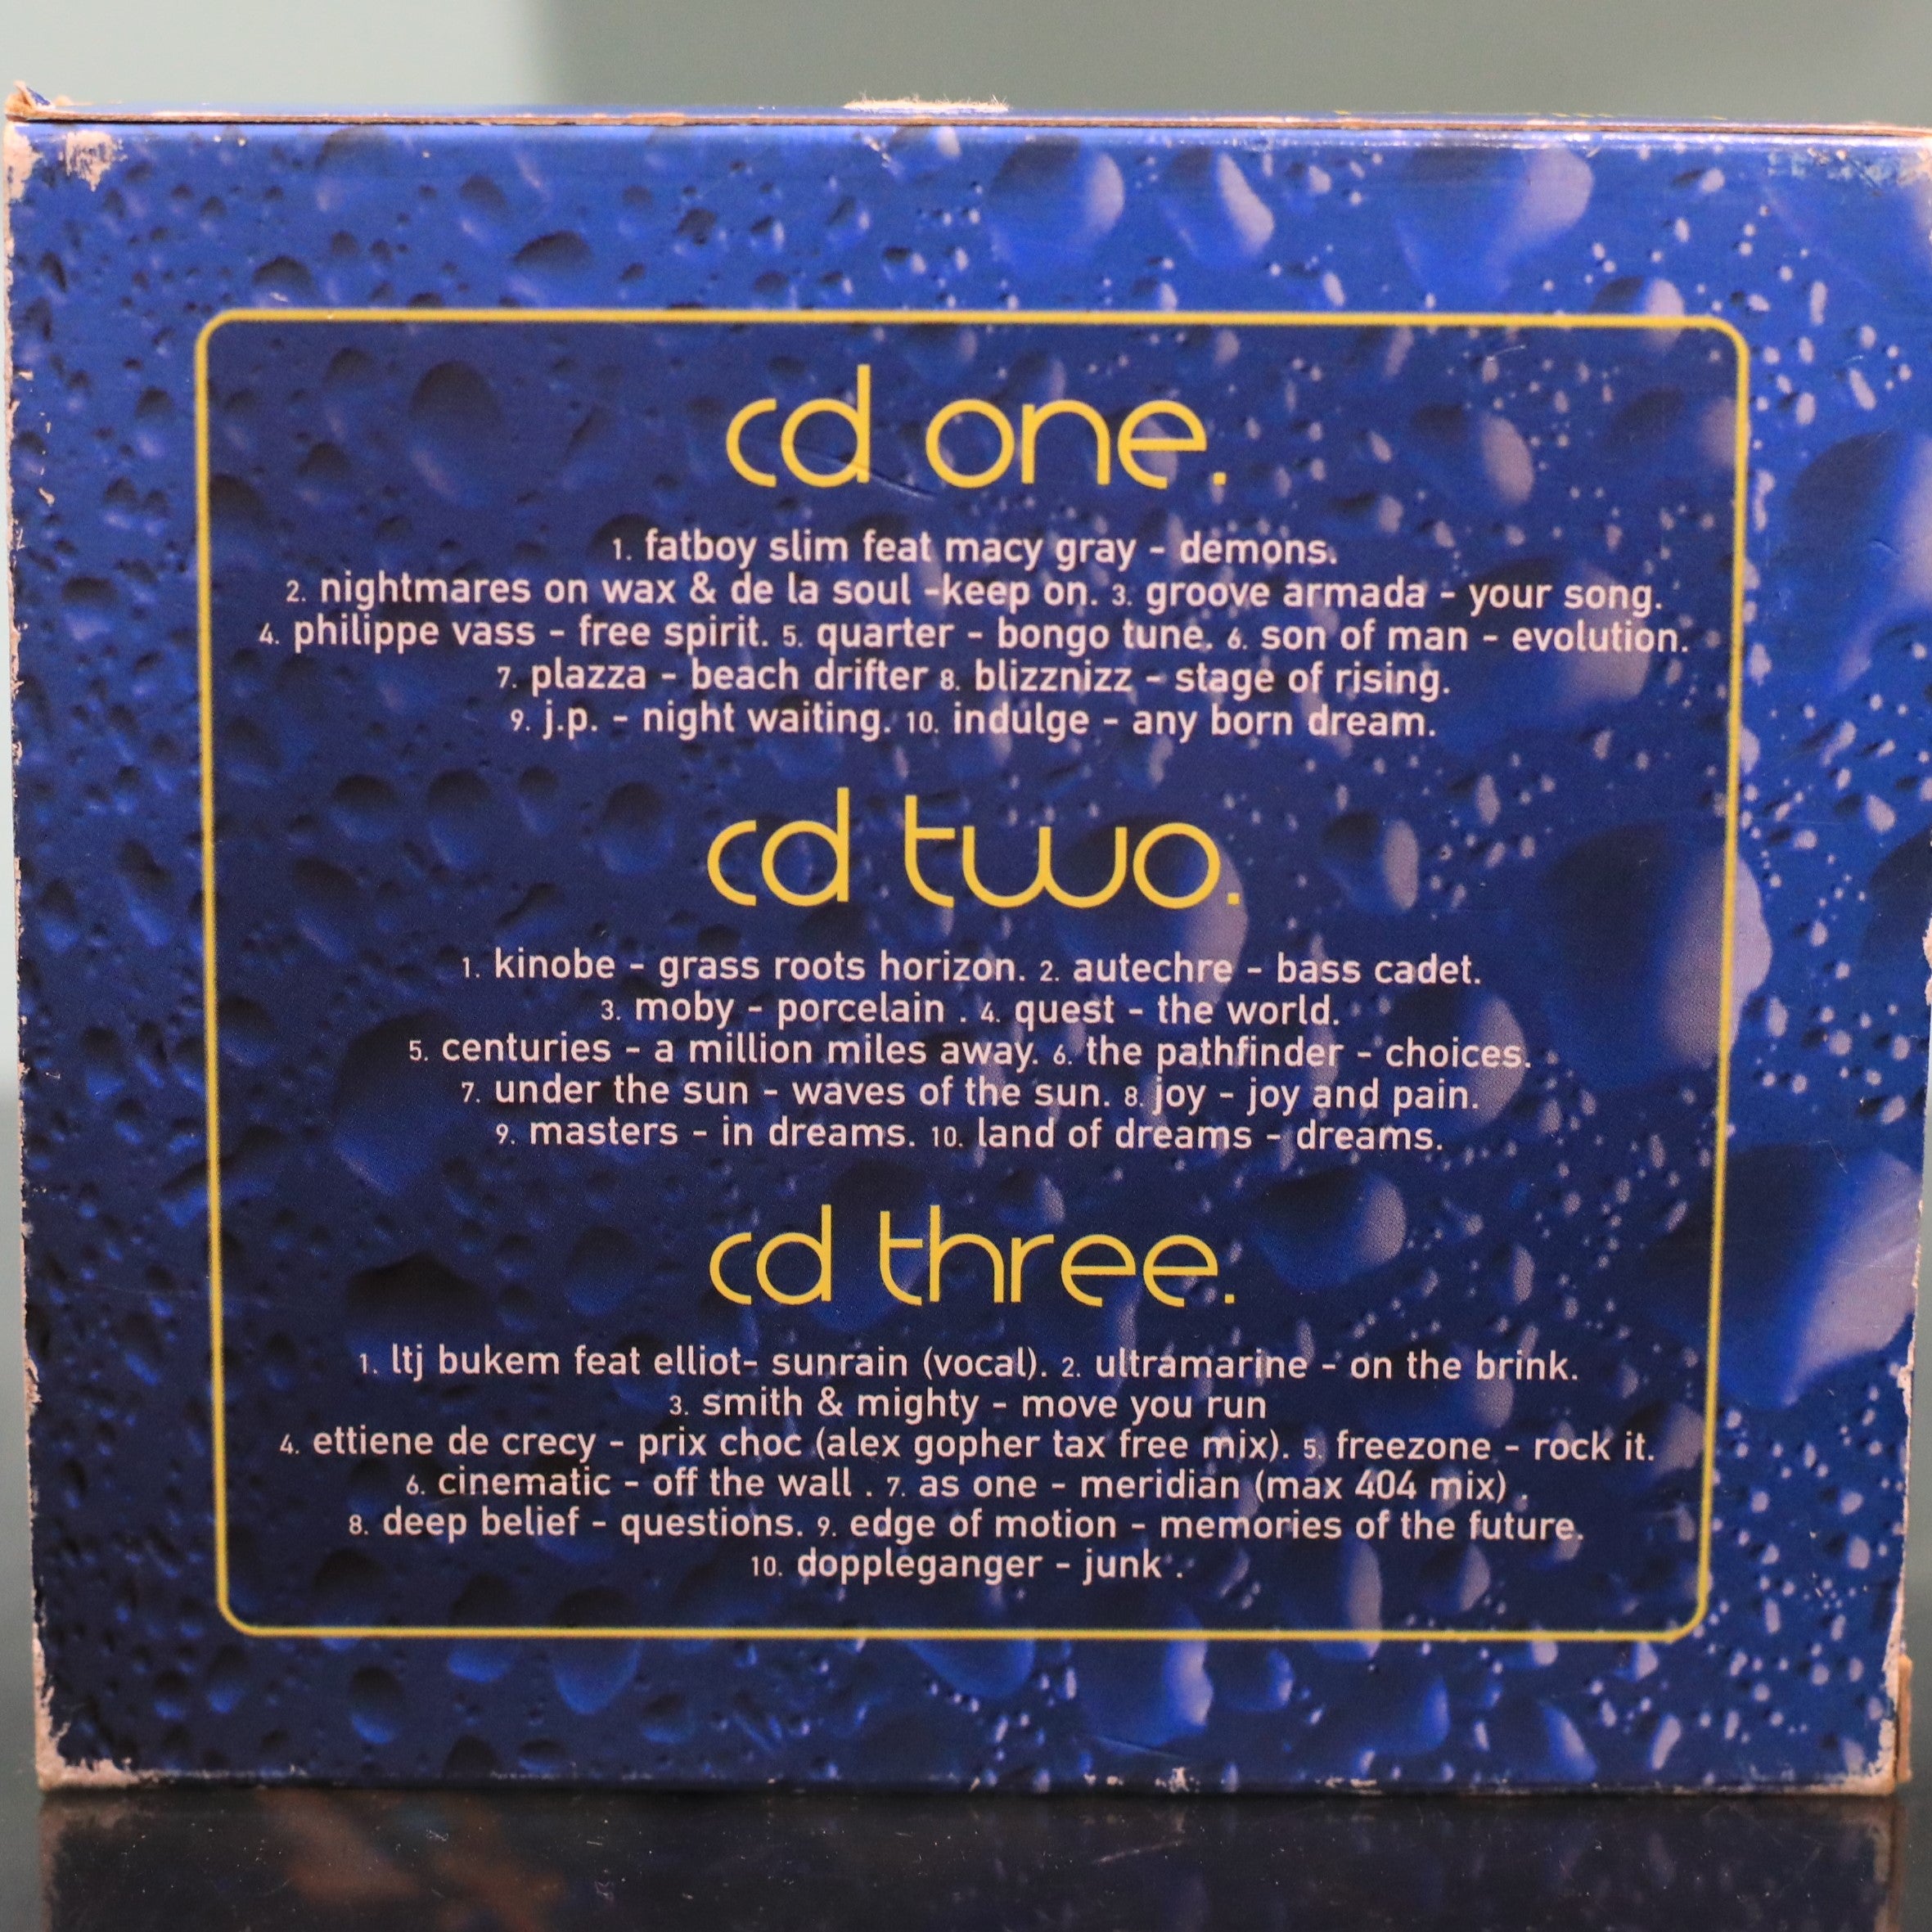 cd one.
1. fatboy slim feat macy gray - demons.
2. nightmares on wax & de la soul -keep on. 3. groove armada - your song.
4. philippe vass - free spirit. 5. quarter - bongo tune. 6. son of man - evolution.
7. plazza - beach drifter 8. blizznizz - stage of rising.
9. j.p. - night waiting. 10. indulge - any born dream.
cd two.
1. kinobe - grass roots horizon. 2. autechre - bass cadet.
3. moby - porcelain . 4. quest - the world.
5. centuries - a million miles away. 6. the pathfinder - choices.
7. under the sun - waves of the sun. 8. joy - joy and pain.
9. masters - in dreams. 10. land of dreams - dreams.
cd three.
1. ltj bukem feat elliot- sunrain (vocal). 2. ultramarine - on the brink.
3. smith & mighty - move you run
4. ettiene de crecy - prix choc (alex gopher tax free mix). 5. freezone - rock it.
6. cinematic - off the wall . 7. as one - meridian (max 404 mix) .
8. deep belief - questions. 9. edge of motion - memories of the future.
10. doppleganger - junk .